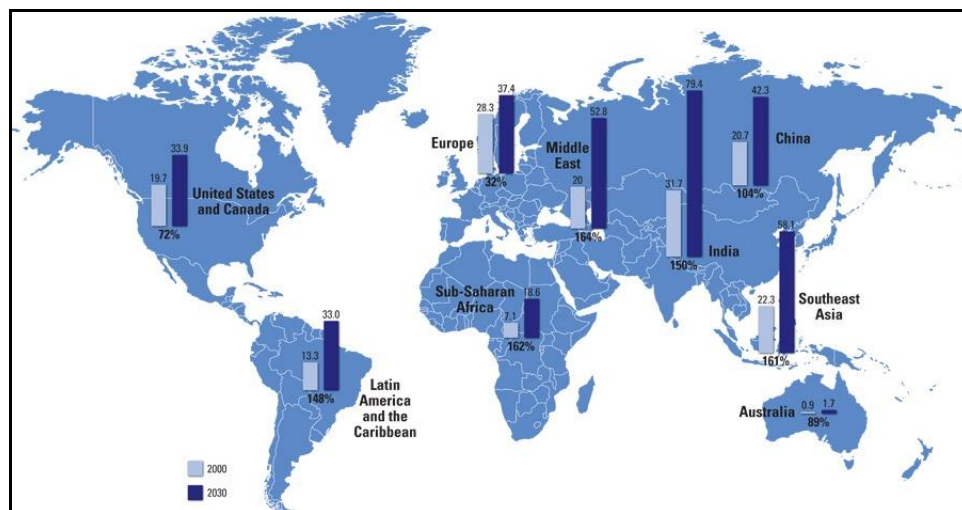 19.7
33.9
United States
and Canada
72%
Europe
28.3
37.4
32%
Middle
East
20
52.8
164%
31.7
79.4
India
150%
20.7
42.3
China
104%
Sub-Saharan
Africa
7.1
18.6
162%
22.3
58.1
Southeast
Asia
161%
13.3
33.0
148%
Latin
America
and the
Caribbean
Australia
0.9
1.7
89%
2000
2030